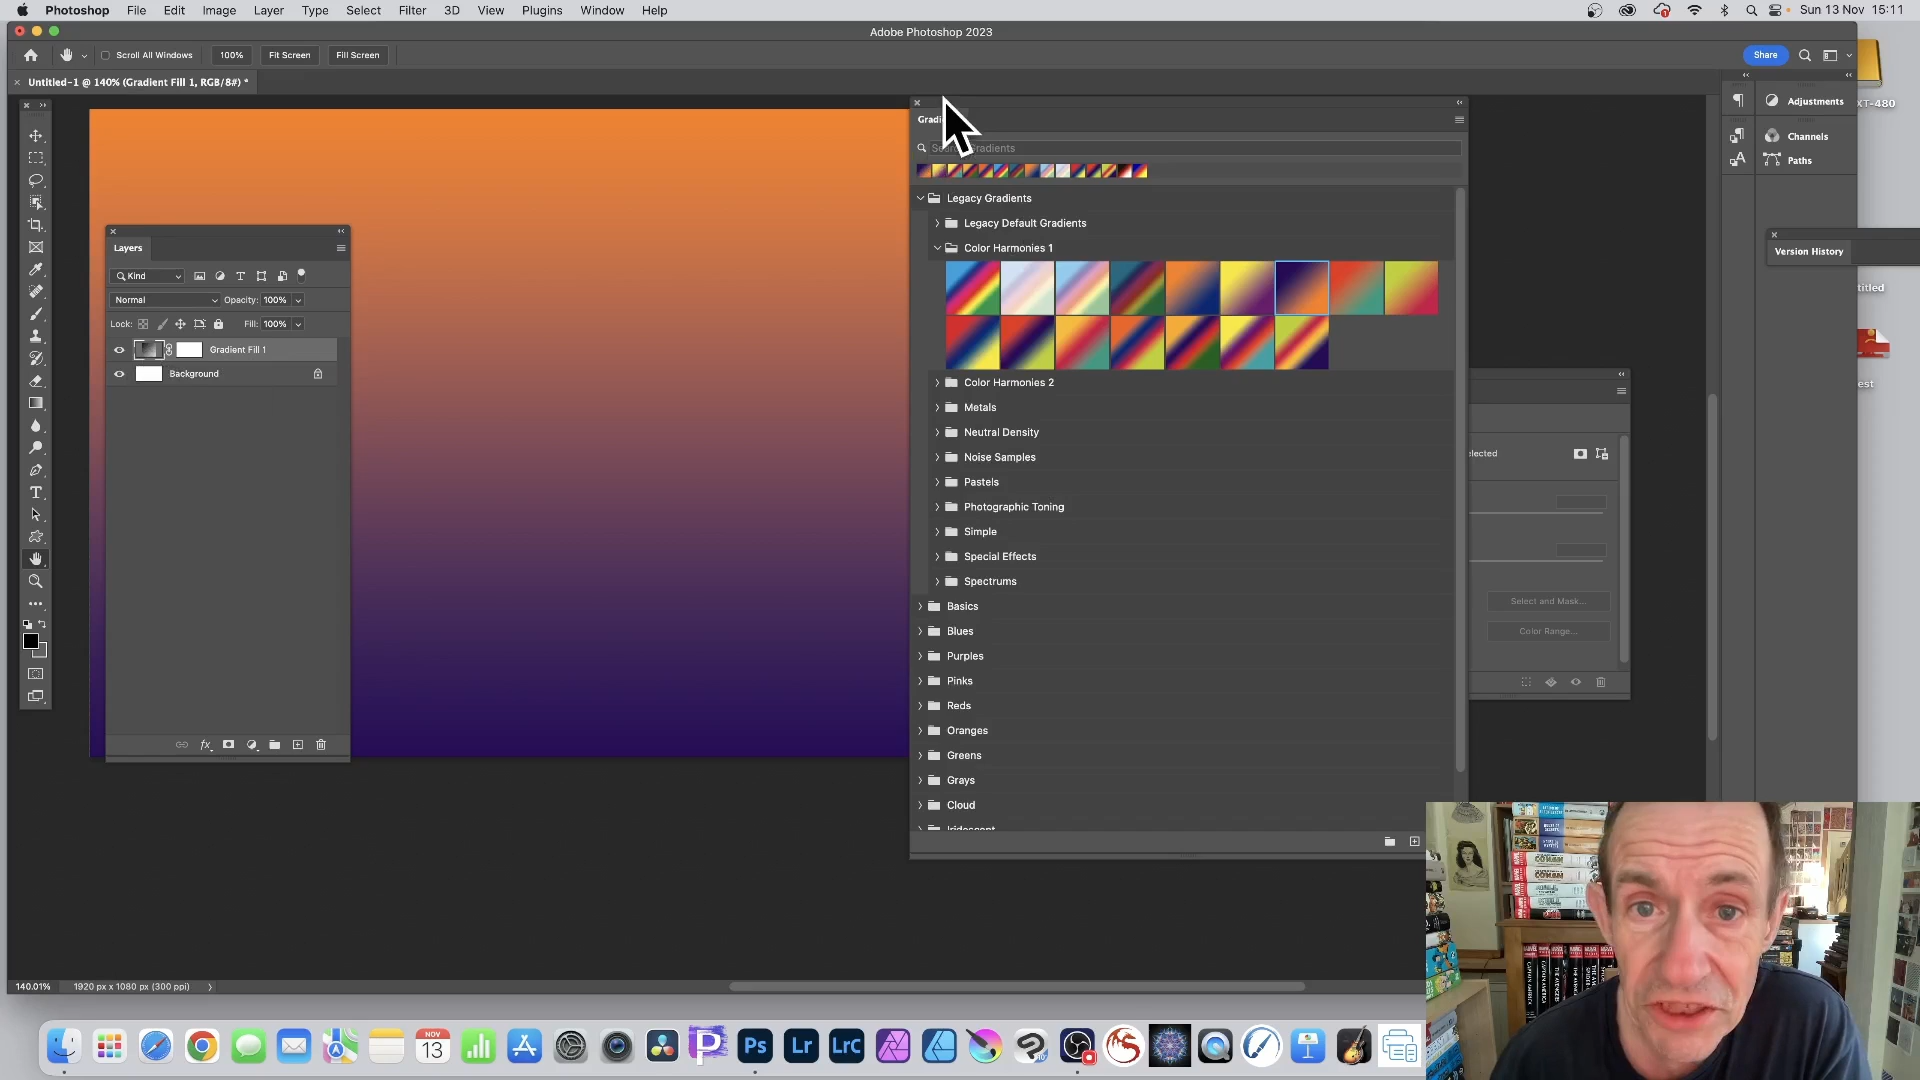 Photoshop File Edit Image Layer Type Select Filter 3D View Plugins Window Help Sun 13 Nov 15:11
Adobe Photoshop 2023
Scroll All Windows 100% Fit Screen Fill Screen Share
Untitled-1 @ 140% (Gradient Fill 1, RGB/8#) *
Adjustments
Channels
Paths
Version History
XT-480
Layers
Kind
Normal Opacity: 100%
Lock: Fill: 100%
Gradient Fill 1
Background
fx
Legacy Gradients
Legacy Default Gradients
Color Harmonies 1
Color Harmonies 2
Metals
Neutral Density
Noise Samples
Pastels
Photographic Toning
Simple
Special Effects
Spectrums
Basics
Blues
Purples
Pinks
Reds
Oranges
Greens
Grays
Cloud
Iridescent
Select and Mask...
Color Range...
140.01% 1920 px x 1080 px (300 ppi)
NOV
13
Ps Lr LrC